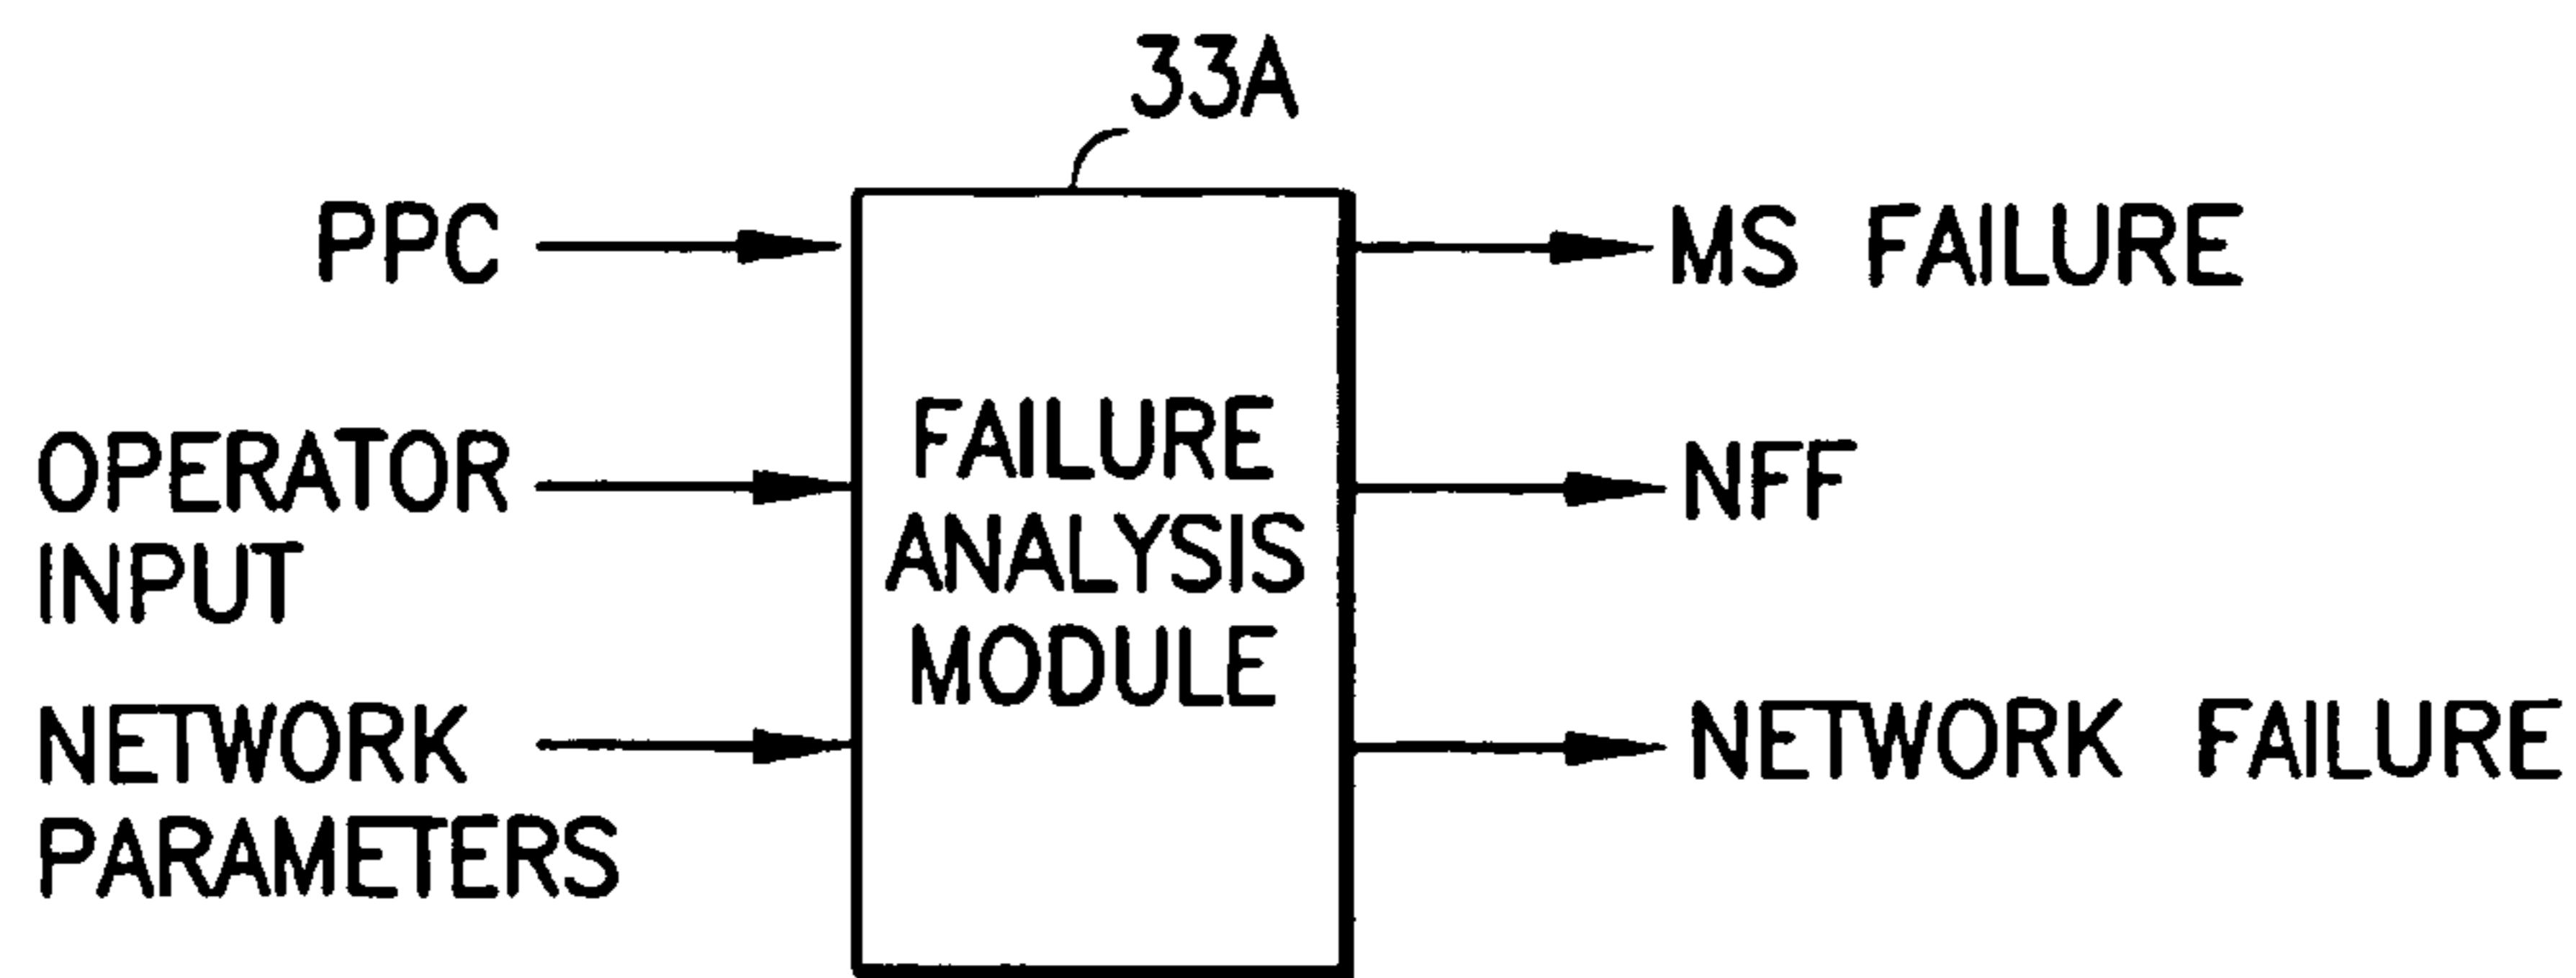 33A
PPC
OPERATOR
INPUT
NETWORK
PARAMETERS
FAILURE
ANALYSIS
MODULE
MS FAILURE
NFF
NETWORK FAILURE